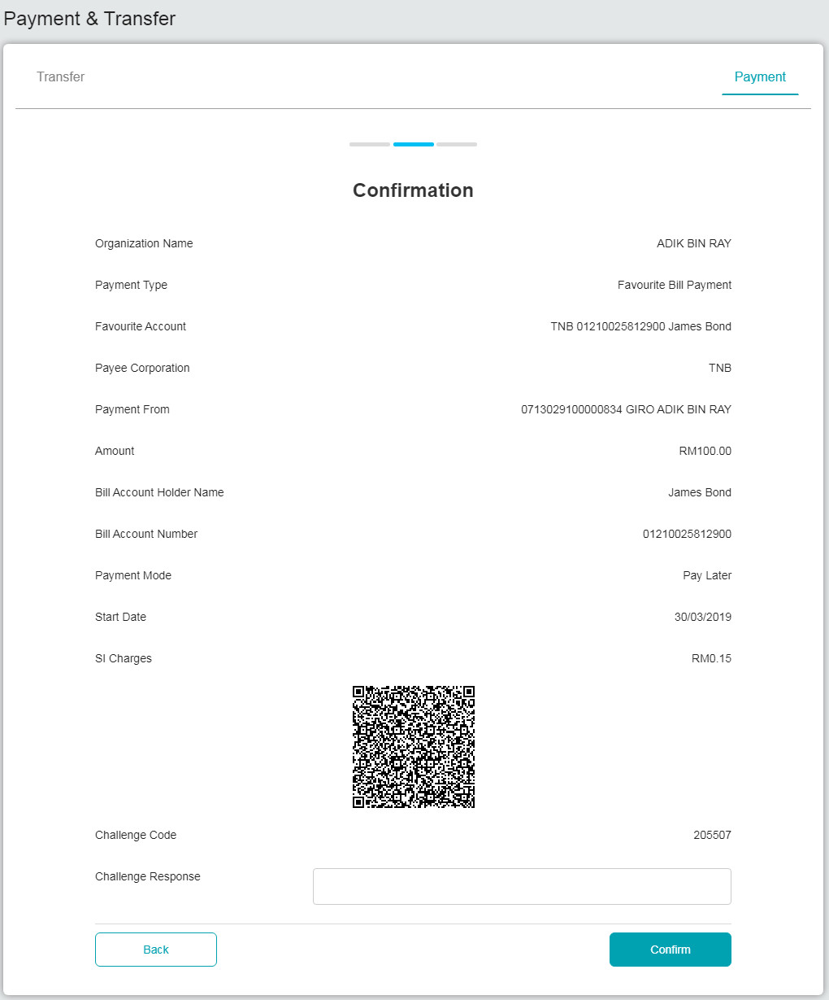 Payment & Transfer
Transfer
Payment
Confirmation
Organization Name ADIK BIN RAY
Payment Type Favourite Bill Payment
Favourite Account TNB 01210025812900 James Bond
Payee Corporation TNB
Payment From 0713029100000834 GIRO ADIK BIN RAY
Amount RM100.00
Bill Account Holder Name James Bond
Bill Account Number 01210025812900
Payment Mode Pay Later
Start Date 30/03/2019
SI Charges RM0.15
Challenge Code 205507
Challenge Response
Back Confirm